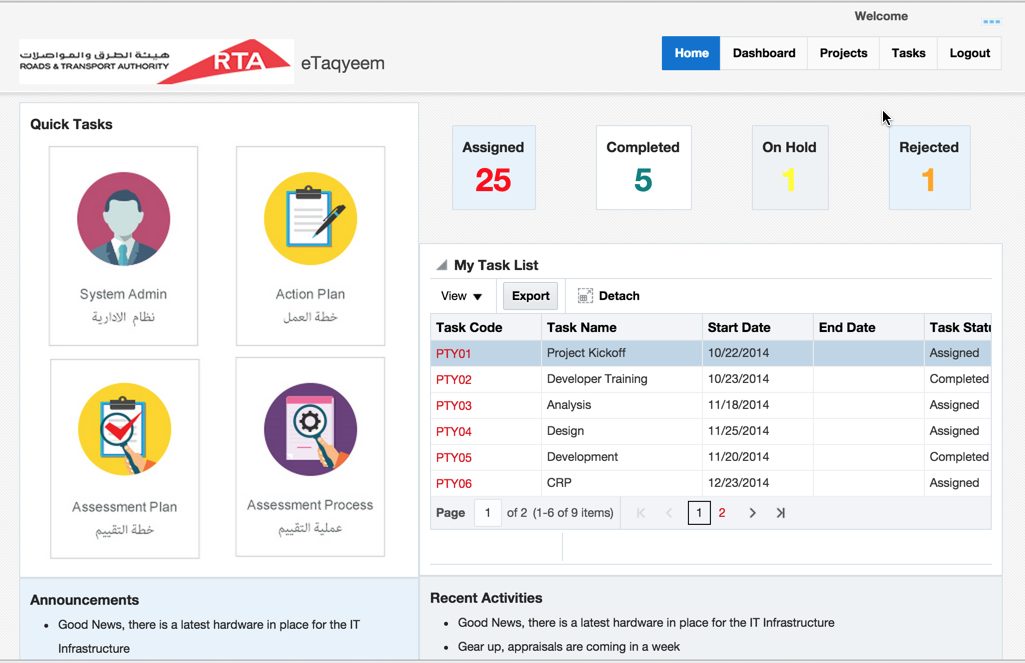 Welcome
هيئة الطرق و المواصلات
ROADS & TRANSPORT AUTHORITY
RTA
eTaqyeem
Home Dashboard Projects Tasks Logout
Quick Tasks
System Admin
نظام الادارية
Action Plan
خطة العمل
Assessment Plan
خطة التقييم
Assessment Process
عملية التقييم
Assigned
25
Completed
5
On Hold
1
Rejected
1
My Task List
View Export Detach
Task Code Task Name Start Date End Date Task Statu
PTY01 Project Kickoff 10/22/2014 Assigned
PTY02 Developer Training 10/23/2014 Completed
PTY03 Analysis 11/18/2014 Assigned
PTY04 Design 11/25/2014 Assigned
PTY05 Development 11/20/2014 Completed
PTY06 CRP 12/23/2014 Assigned
Page 1 of 2 (1-6 of 9 items) 1 2
Announcements
• Good News, there is a latest hardware in place for the IT
Infrastructure
Recent Activities
• Good News, there is a latest hardware in place for the IT Infrastructure
• Gear up, appraisals are coming in a week